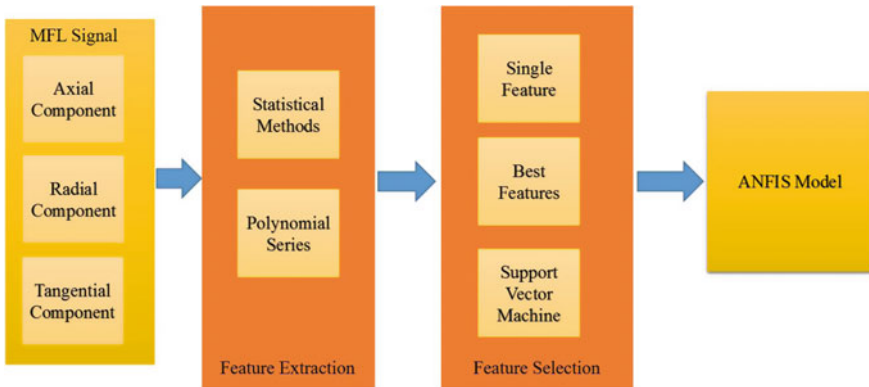 MFL Signal
Axial
Component
Radial
Component
Tangential
Component
Statistical
Methods
Polynomial
Series
Feature Extraction
Single
Feature
Best
Features
Support
Vector
Machine
Feature Selection
ANFIS Model